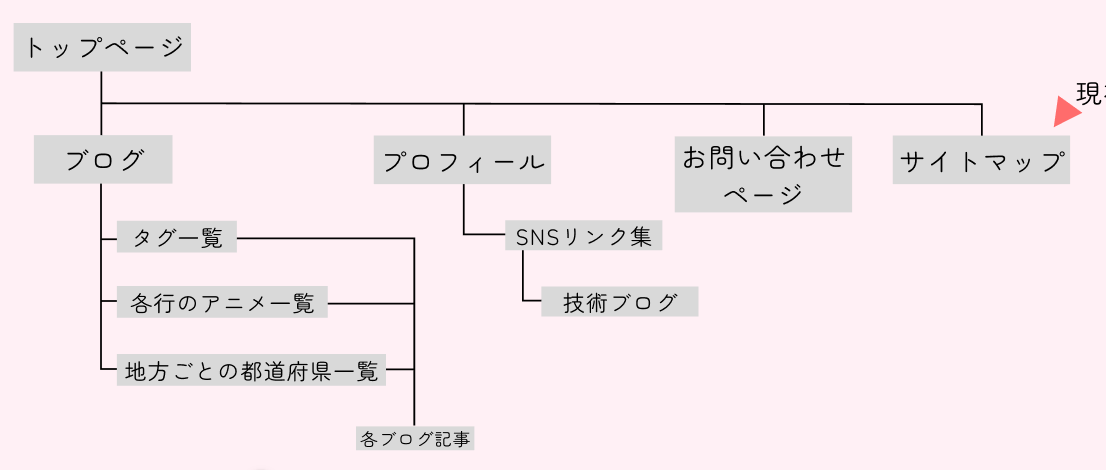 トップページ
現
ブログ
プロフィール
お問い合わせ
ページ
サイトマップ
タグ一覧
SNSリンク集
各行のアニメ一覧
技術ブログ
地方ごとの都道府県一覧
各ブログ記事